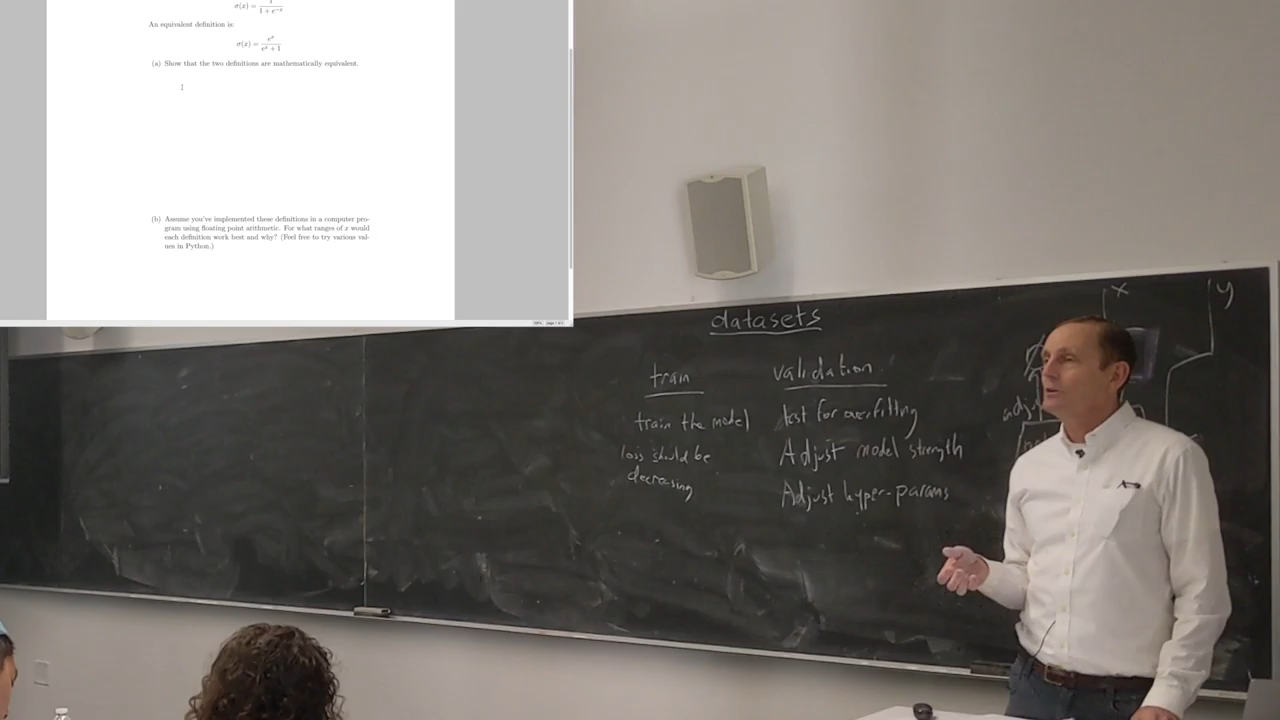 σ(x) = 1 / (1 + e^{-x})
An equivalent definition is:
σ(x) = e^x / (e^x + 1)
(a) Show that the two definitions are mathematically equivalent.
(b) Assume you've implemented these definitions in a computer pro-
gram using floating point arithmetic. For what ranges of x would
each definition work best and why? (Feel free to try various val-
ues in Python.)
datasets
train
train the model
loss should be
decreasing
validation
test for overfitting
Adjust model strength
Adjust hyper-params
x
y